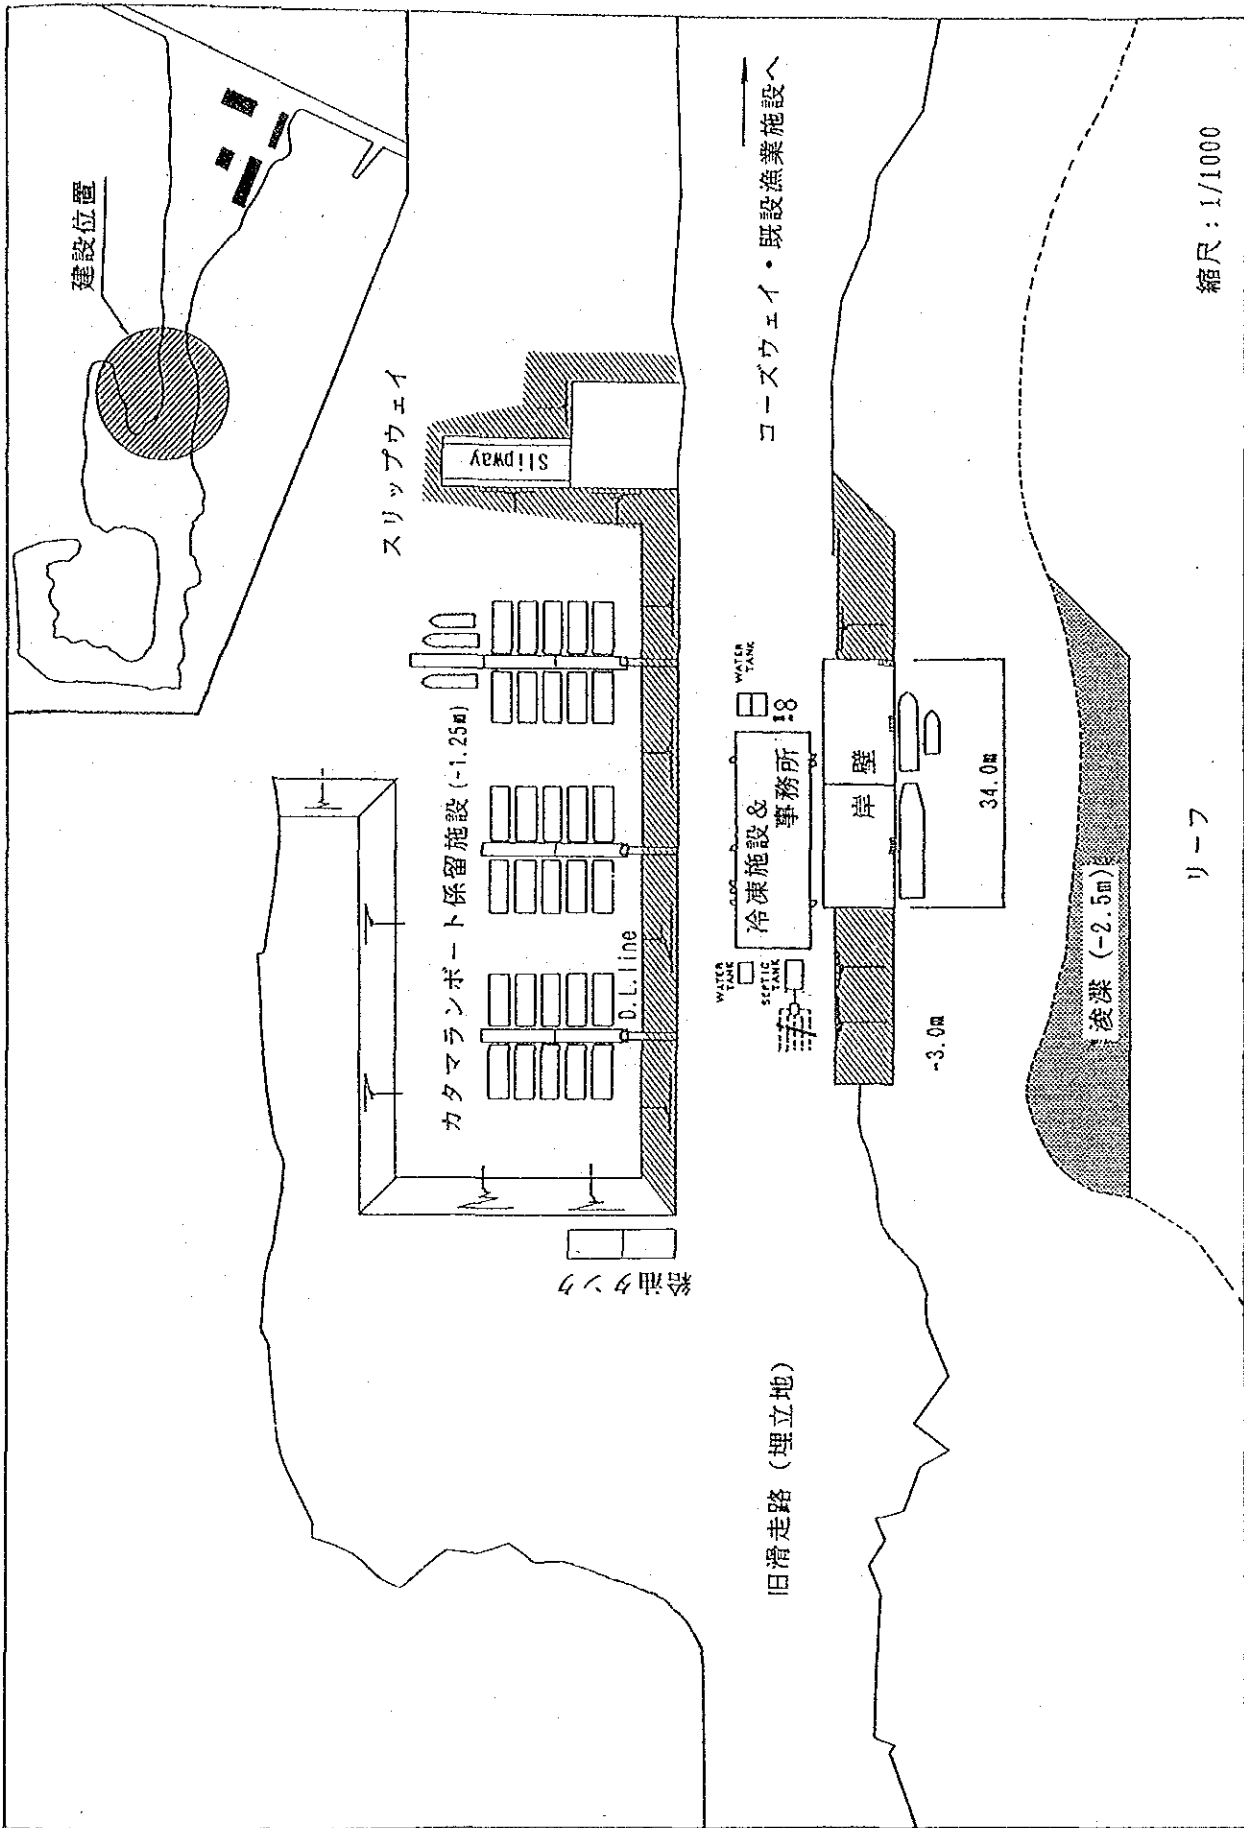 建設位置
スリップウェイ
Slipway
カタマランボート係留施設 (-1.25m)
D.L.line
給油タンク
コーズウェイ・既設漁業施設へ
WATER
TANK
冷凍施設&
事務所
WATER
TANK
SEPTIC
TANK
岸壁
34.0m
-3.0m
旧滑走路 (埋立地)
浚渫 (-2.5m)
リーフ
縮尺 : 1/1000